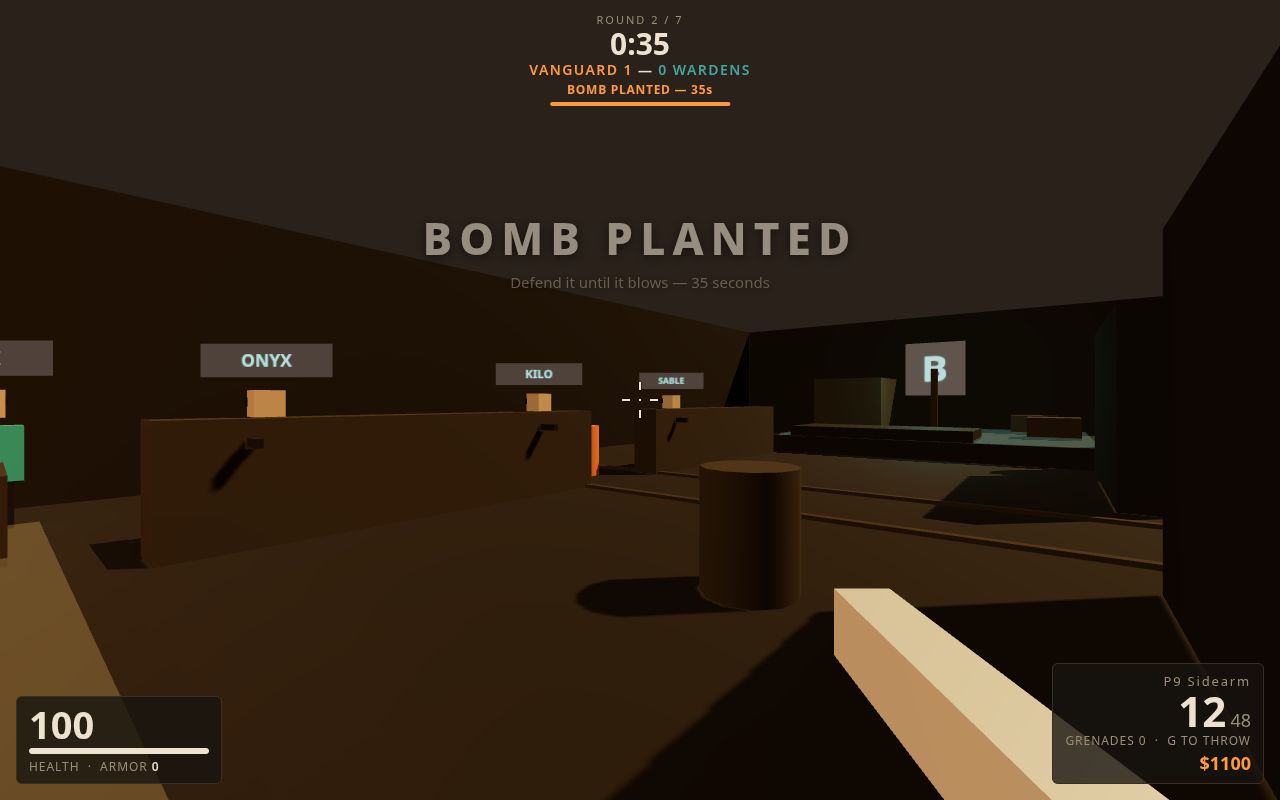 ROUND 2 / 7
0:35
VANGUARD 1 — 0 WARDENS
BOMB PLANTED — 35s
BOMB PLANTED
Defend it until it blows — 35 seconds
ONYX
KILO
SABLE
B
100
HEALTH · ARMOR 0
P9 Sidearm
12 48
GRENADES 0 · G TO THROW
$1100